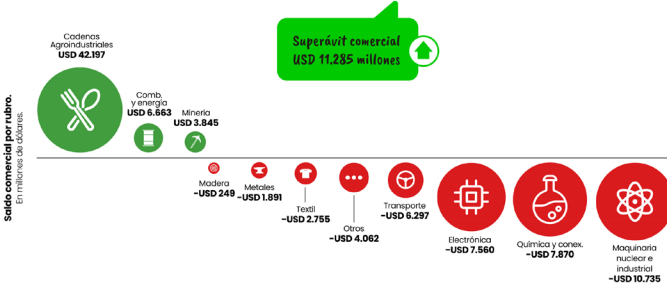 Superávit comercial
USD 11.285 millones
Saldo comercial por rubro.
En millones de dólares.
Cadenas
Agroindustriales
USD 42.197
Comb.
y energía
USD 6.663
Mineria
USD 3.845
Madera
-USD 249
Metales
-USD 1.891
Textil
-USD 2.755
Otros
-USD 4.062
Transporte
-USD 6.297
Electrónica
-USD 7.560
Química y conex.
-USD 7.870
Maquinaria
nuclear e
industrial
-USD 10.735